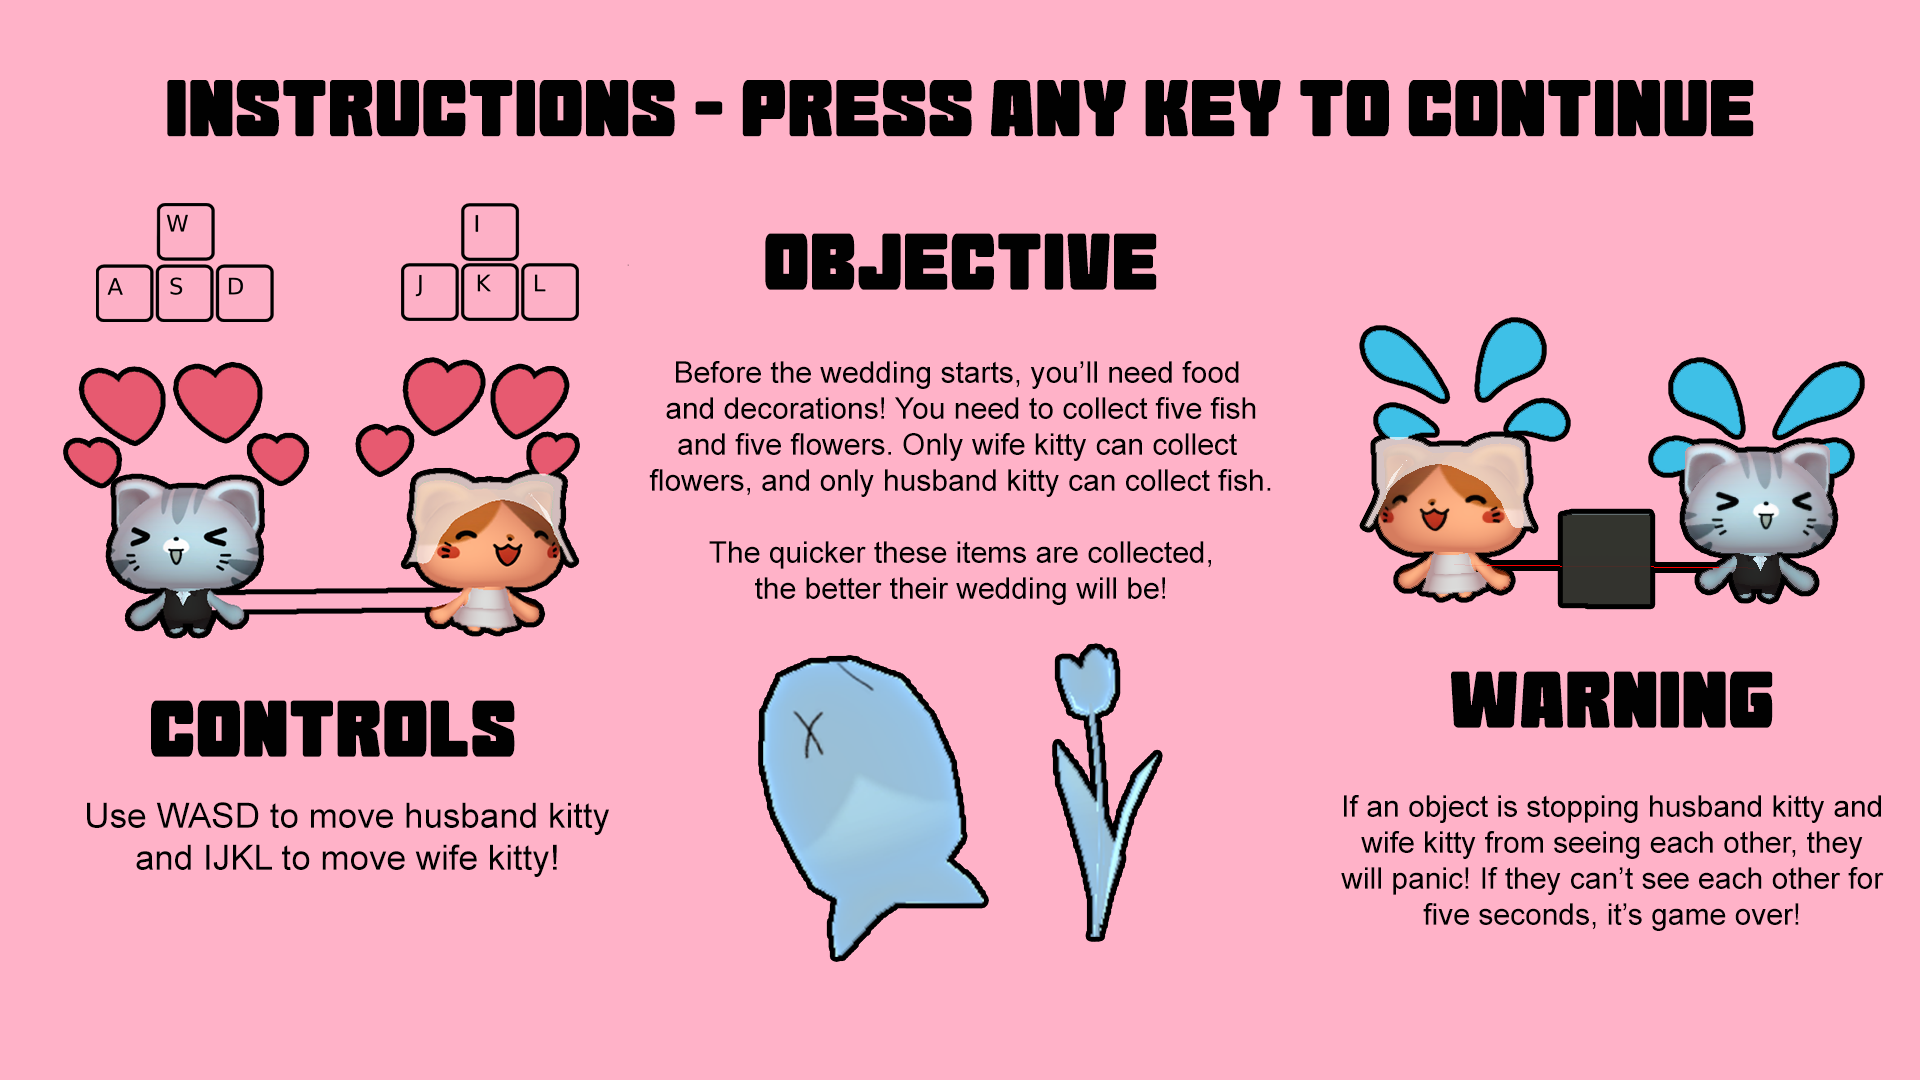 INSTRUCTIONS - PRESS ANY KEY TO CONTINUE
W
A S D
I
J K L
CONTROLS
Use WASD to move husband kitty
and IJKL to move wife kitty!
OBJECTIVE
Before the wedding starts, you’ll need food
and decorations! You need to collect five fish
and five flowers. Only wife kitty can collect
flowers, and only husband kitty can collect fish.
The quicker these items are collected,
the better their wedding will be!
WARNING
If an object is stopping husband kitty and
wife kitty from seeing each other, they
will panic! If they can’t see each other for
five seconds, it’s game over!